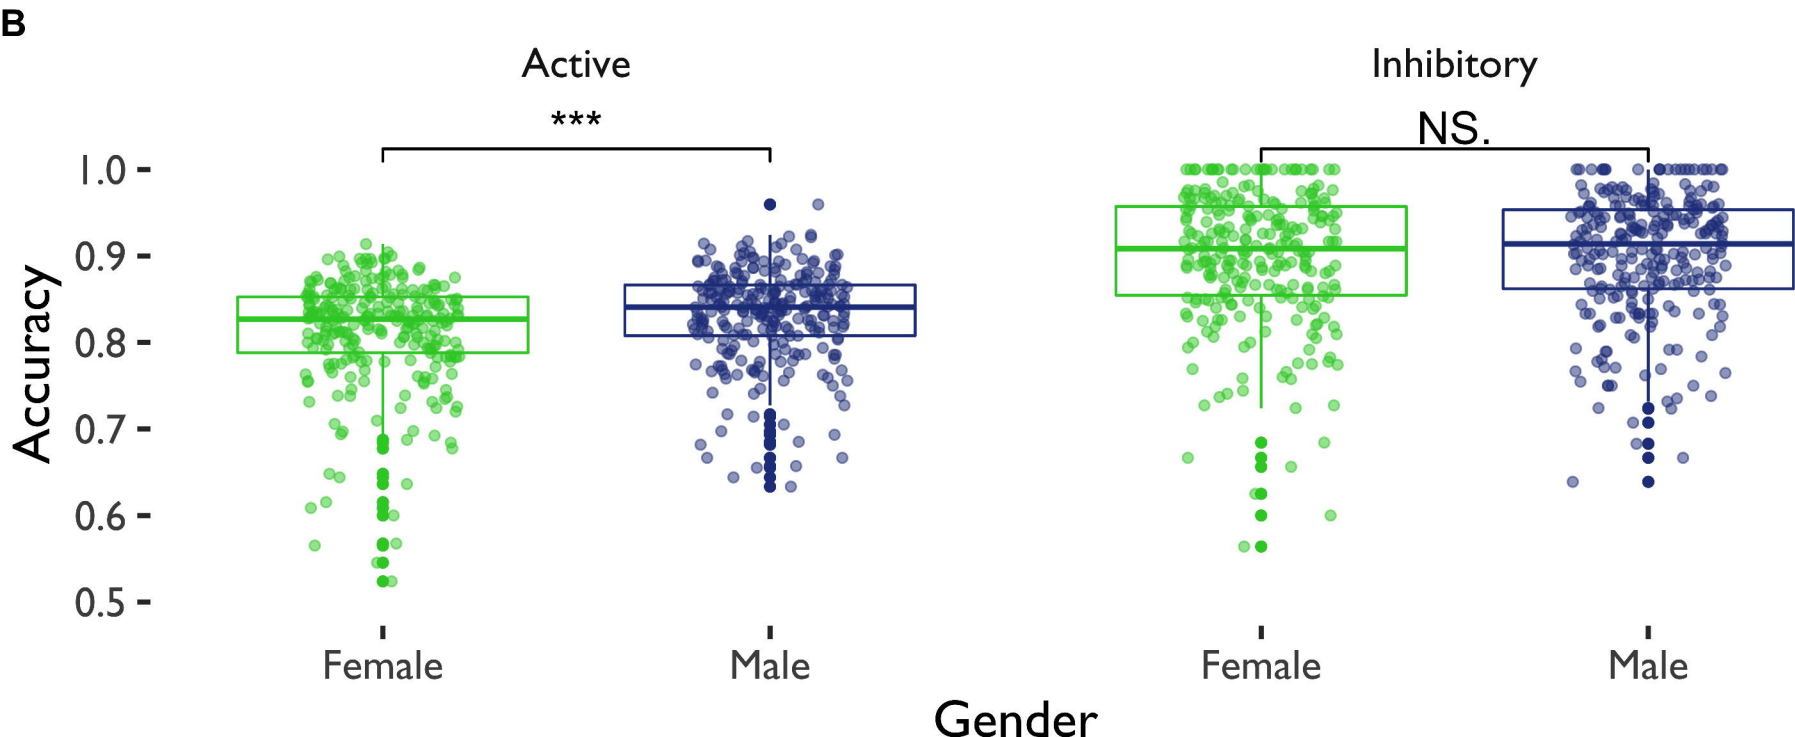 B
Active
Inhibitory
***
NS.
1.0
0.9
0.8
0.7
0.6
0.5
Accuracy
Female
Male
Female
Male
Gender